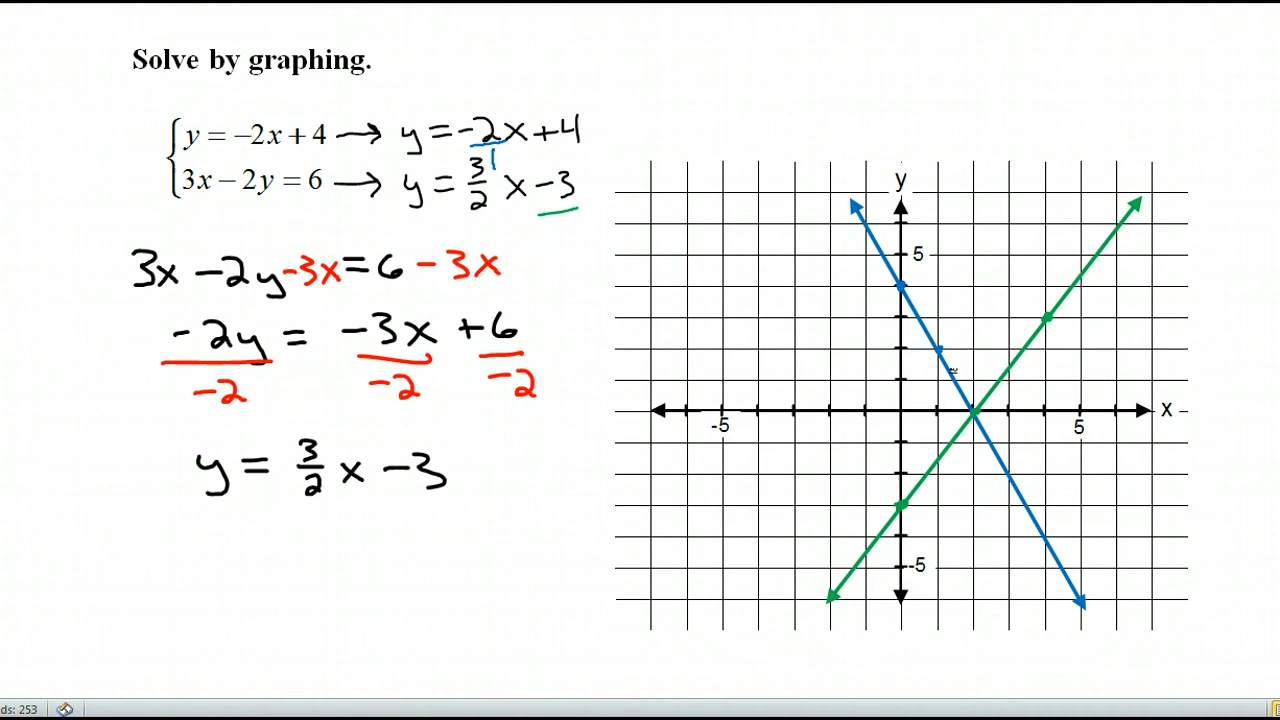 Solve by graphing.
y = −2x + 4 → y = -2x + 4
1
3x − 2y = 6 → y = 3/2 x - 3
3x - 2y - 3x = 6 - 3x
-2y = -3x + 6
-2 -2 -2
y = 3/2 x - 3
y
5
-5 5 x
-5
ds: 253